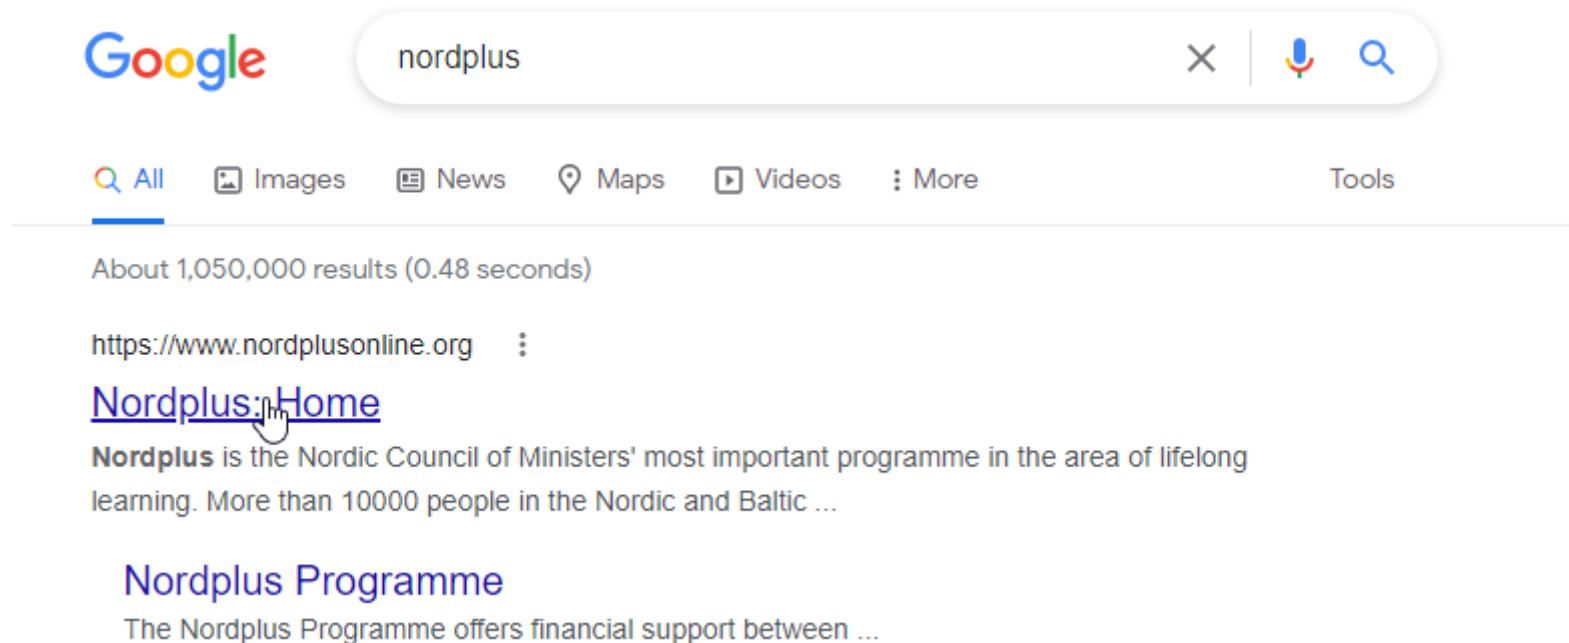 Google nordplus
All Images News Maps Videos More Tools
About 1,050,000 results (0.48 seconds)
https://www.nordplusonline.org
Nordplus: Home
Nordplus is the Nordic Council of Ministers' most important programme in the area of lifelong
learning. More than 10000 people in the Nordic and Baltic ...
Nordplus Programme
The Nordplus Programme offers financial support between ...